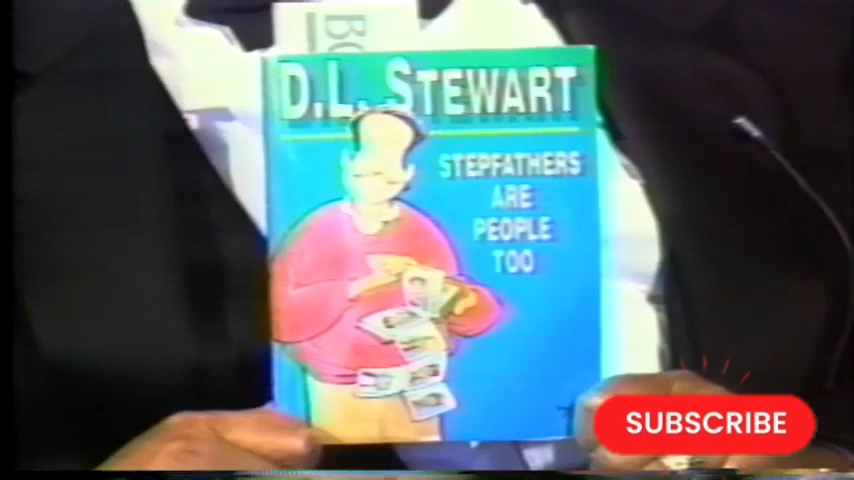 D.L. STEWART
STEPFATHERS
ARE
PEOPLE
TOO
SUBSCRIBE